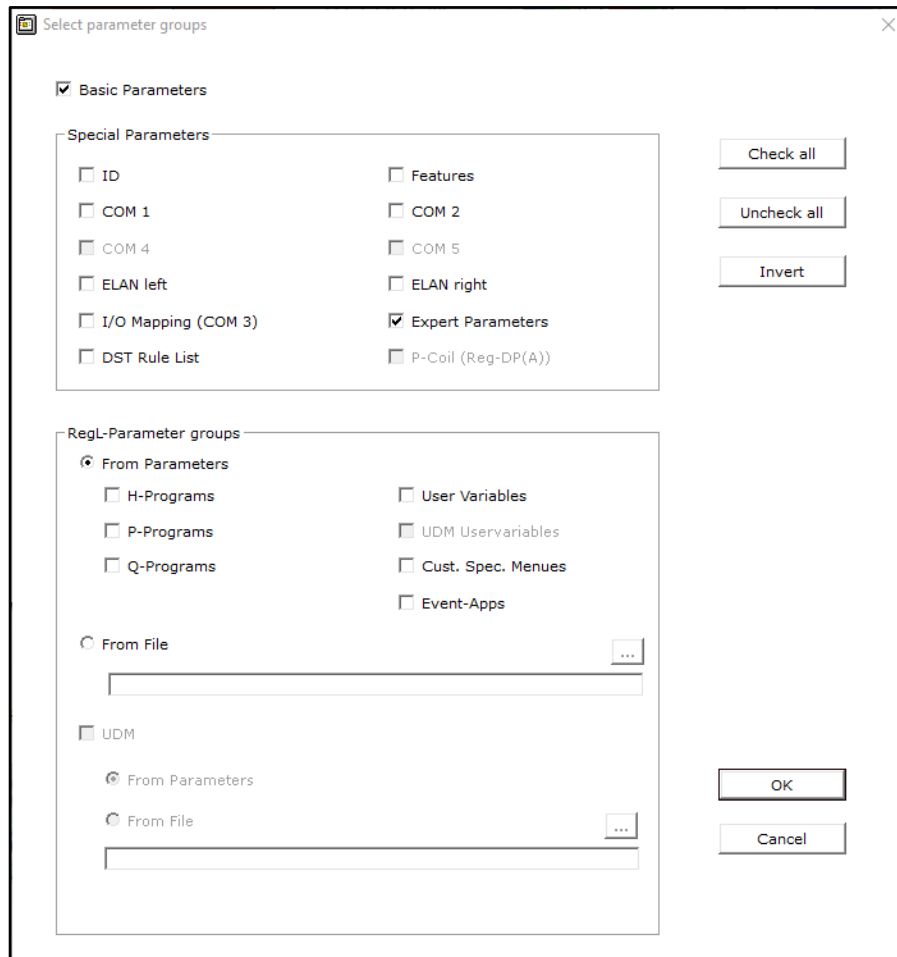 Select parameter groups
Basic Parameters
Special Parameters
ID
Features
COM 1
COM 2
COM 4
COM 5
ELAN left
ELAN right
I/O Mapping (COM 3)
Expert Parameters
DST Rule List
P-Coil (Reg-DP(A))
Check all
Uncheck all
Invert
RegL-Parameter groups
From Parameters
H-Programs
User Variables
P-Programs
UDM Uservariables
Q-Programs
Cust. Spec. Menues
Event-Apps
From File
...
UDM
From Parameters
From File
...
OK
Cancel